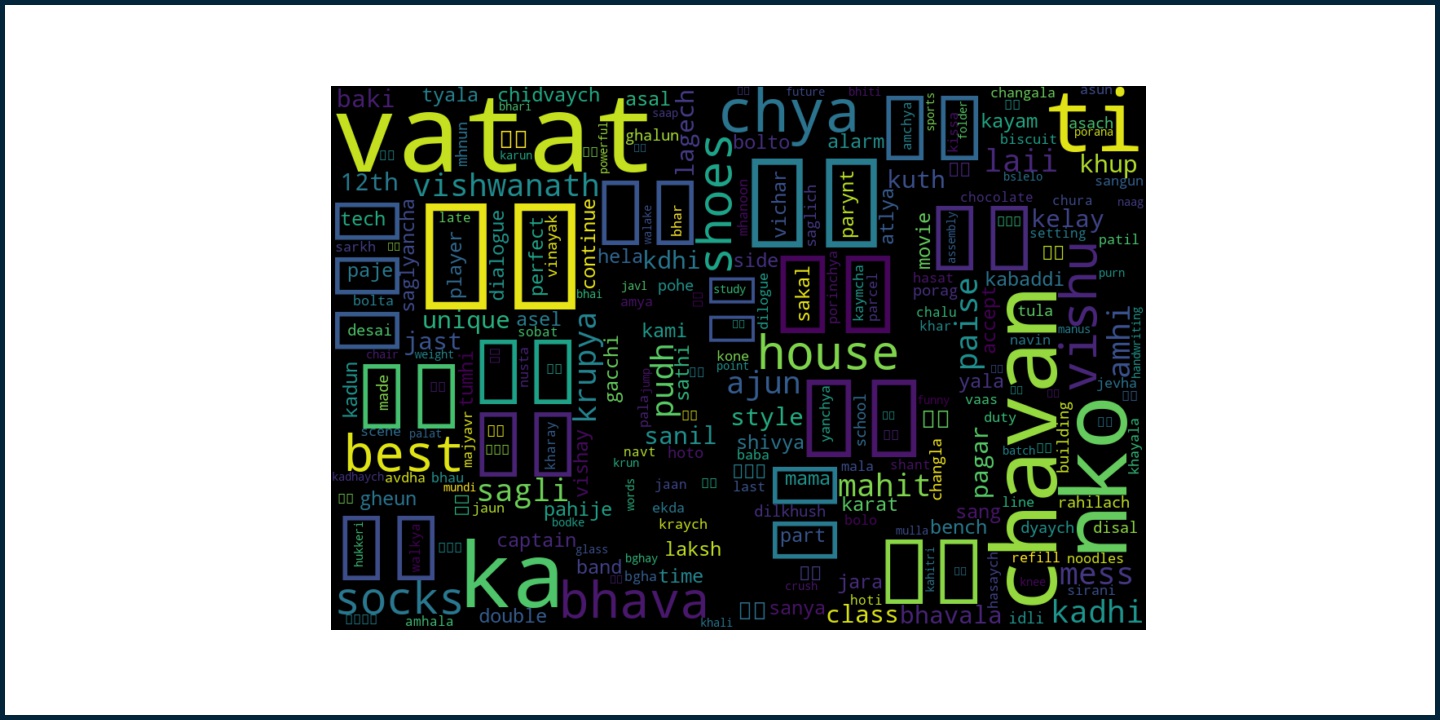 baki tyala chidvaych asal future bhiti changala asun
bhari saap chya sports folder ti
vatat powerful ghalun lagech bolto alarm amchya kissa kayam asach
mhnun karun biscuit porana
12th vishwanath shoes laii khup
kuth bslelo sangun
tech late walake bhar mhanoon vichar saglich parynt atlya chocolate chura naag
saglyancha player dialogue perfect vinayak continue movie assembly kelay
sarkh hela kdhi side setting patil
paje bolta bhai javl pohe study dilogue sakal porinchya kaymcha parcel hasat porag kabaddi purn
amya chalu paise accept tula vishu
desai unique asel sobat kami khar manus amhi handwriting
jast krupya gacchi pudh sathi kone house navin chavan
chair weight tumhi nusta point ajun yala jevha
kadun made pala jump style yanchya school funny vaas nko
scene palat majyavr sanil shivya duty building khayala
best kharay vishay navt hoto baba changla pagar batch
kadhaych avdha bhau krun mala shant
mundi sagli words jaan last mama mahit
gheun jaun pahije ekda dilkhush karat sang line rahilach
bodke kraych bolo mulla bench dyaych disal
hukkeri walkya captain glass laksh part
ka band bghay kahitri hasaych refill noodles
bgha time crush jara knee mess
socks bhava hoti sirani
double sanya class bhavala idli kadhi
amhala khali